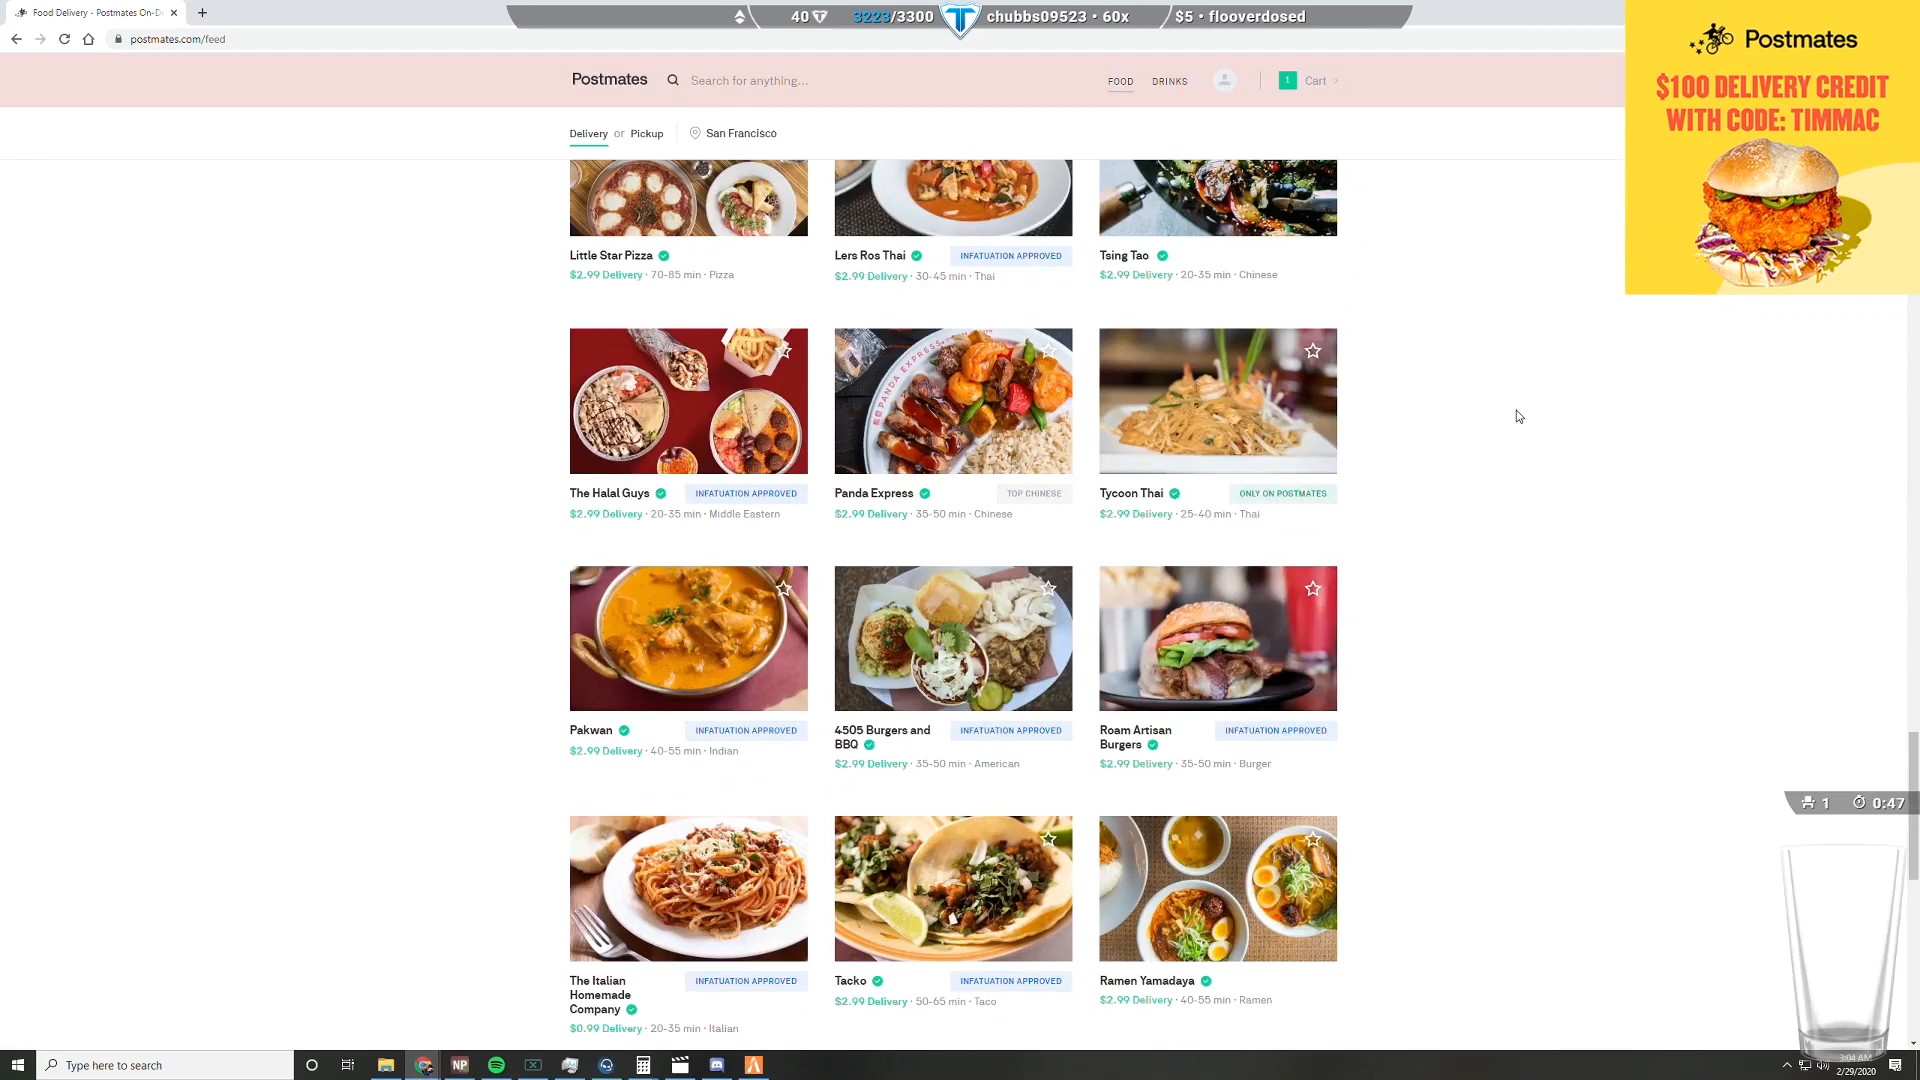 Food Delivery - Postmates On-D
postmates.com/feed
40
3223/3300
chubbs09523 • 60x
$5 • flooverdosed
Postmates
$100 DELIVERY CREDIT
WITH CODE: TIMMAC
Postmates
Search for anything...
FOOD
DRINKS
1
Cart
Delivery or Pickup
San Francisco
Little Star Pizza
$2.99 Delivery · 70-85 min · Pizza
Lers Ros Thai
INFATUATION APPROVED
$2.99 Delivery · 30-45 min · Thai
Tsing Tao
$2.99 Delivery · 20-35 min · Chinese
PANDA EXPRESS
The Halal Guys
INFATUATION APPROVED
$2.99 Delivery · 20-35 min · Middle Eastern
Panda Express
TOP CHINESE
$2.99 Delivery · 35-50 min · Chinese
Tycoon Thai
ONLY ON POSTMATES
$2.99 Delivery · 25-40 min · Thai
Pakwan
INFATUATION APPROVED
$2.99 Delivery · 40-55 min · Indian
4505 Burgers and
BBQ
INFATUATION APPROVED
$2.99 Delivery · 35-50 min · American
Roam Artisan
Burgers
INFATUATION APPROVED
$2.99 Delivery · 35-50 min · Burger
1
0:47
The Italian
Homemade
Company
INFATUATION APPROVED
$0.99 Delivery · 20-35 min · Italian
Tacko
INFATUATION APPROVED
$2.99 Delivery · 50-65 min · Taco
Ramen Yamadaya
$2.99 Delivery · 40-55 min · Ramen
Type here to search
NP
3:04 AM
2/29/2020